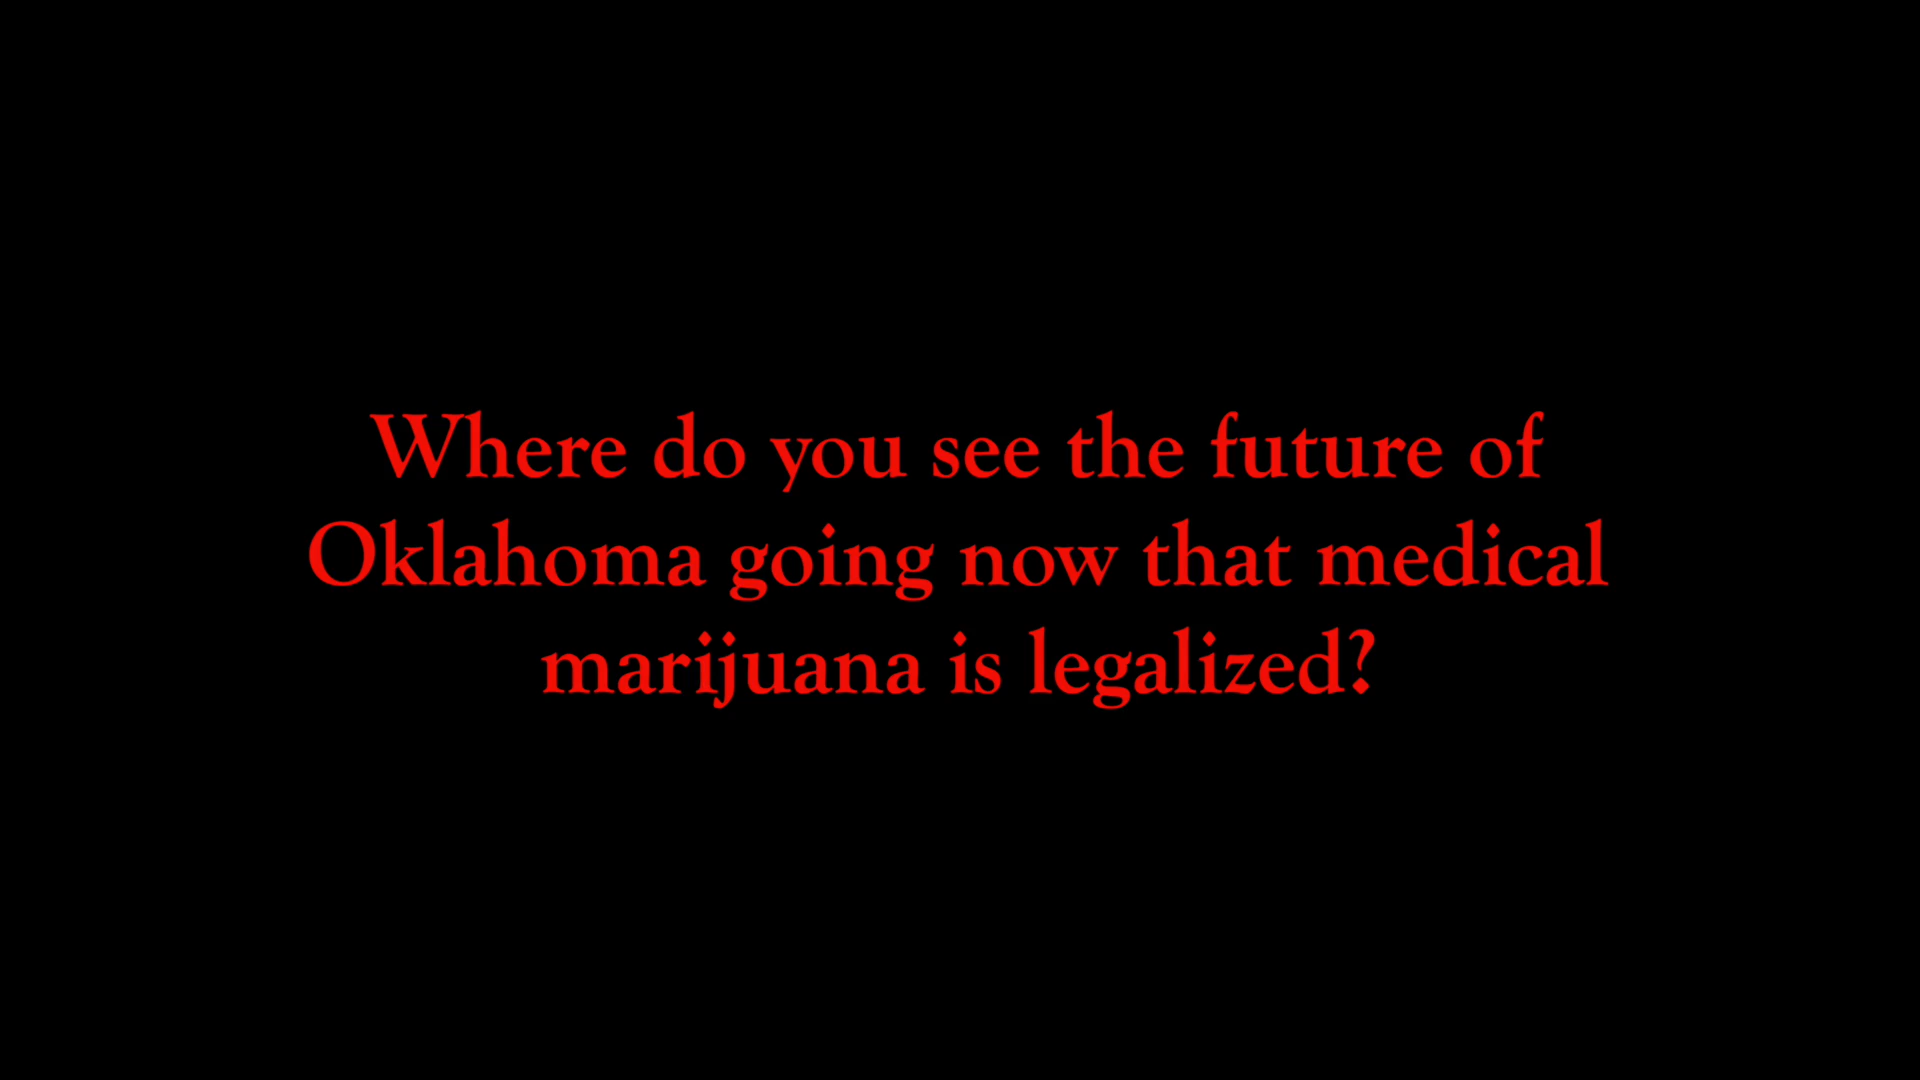 Where do you see the future of
Oklahoma going now that medical
marijuana is legalized?